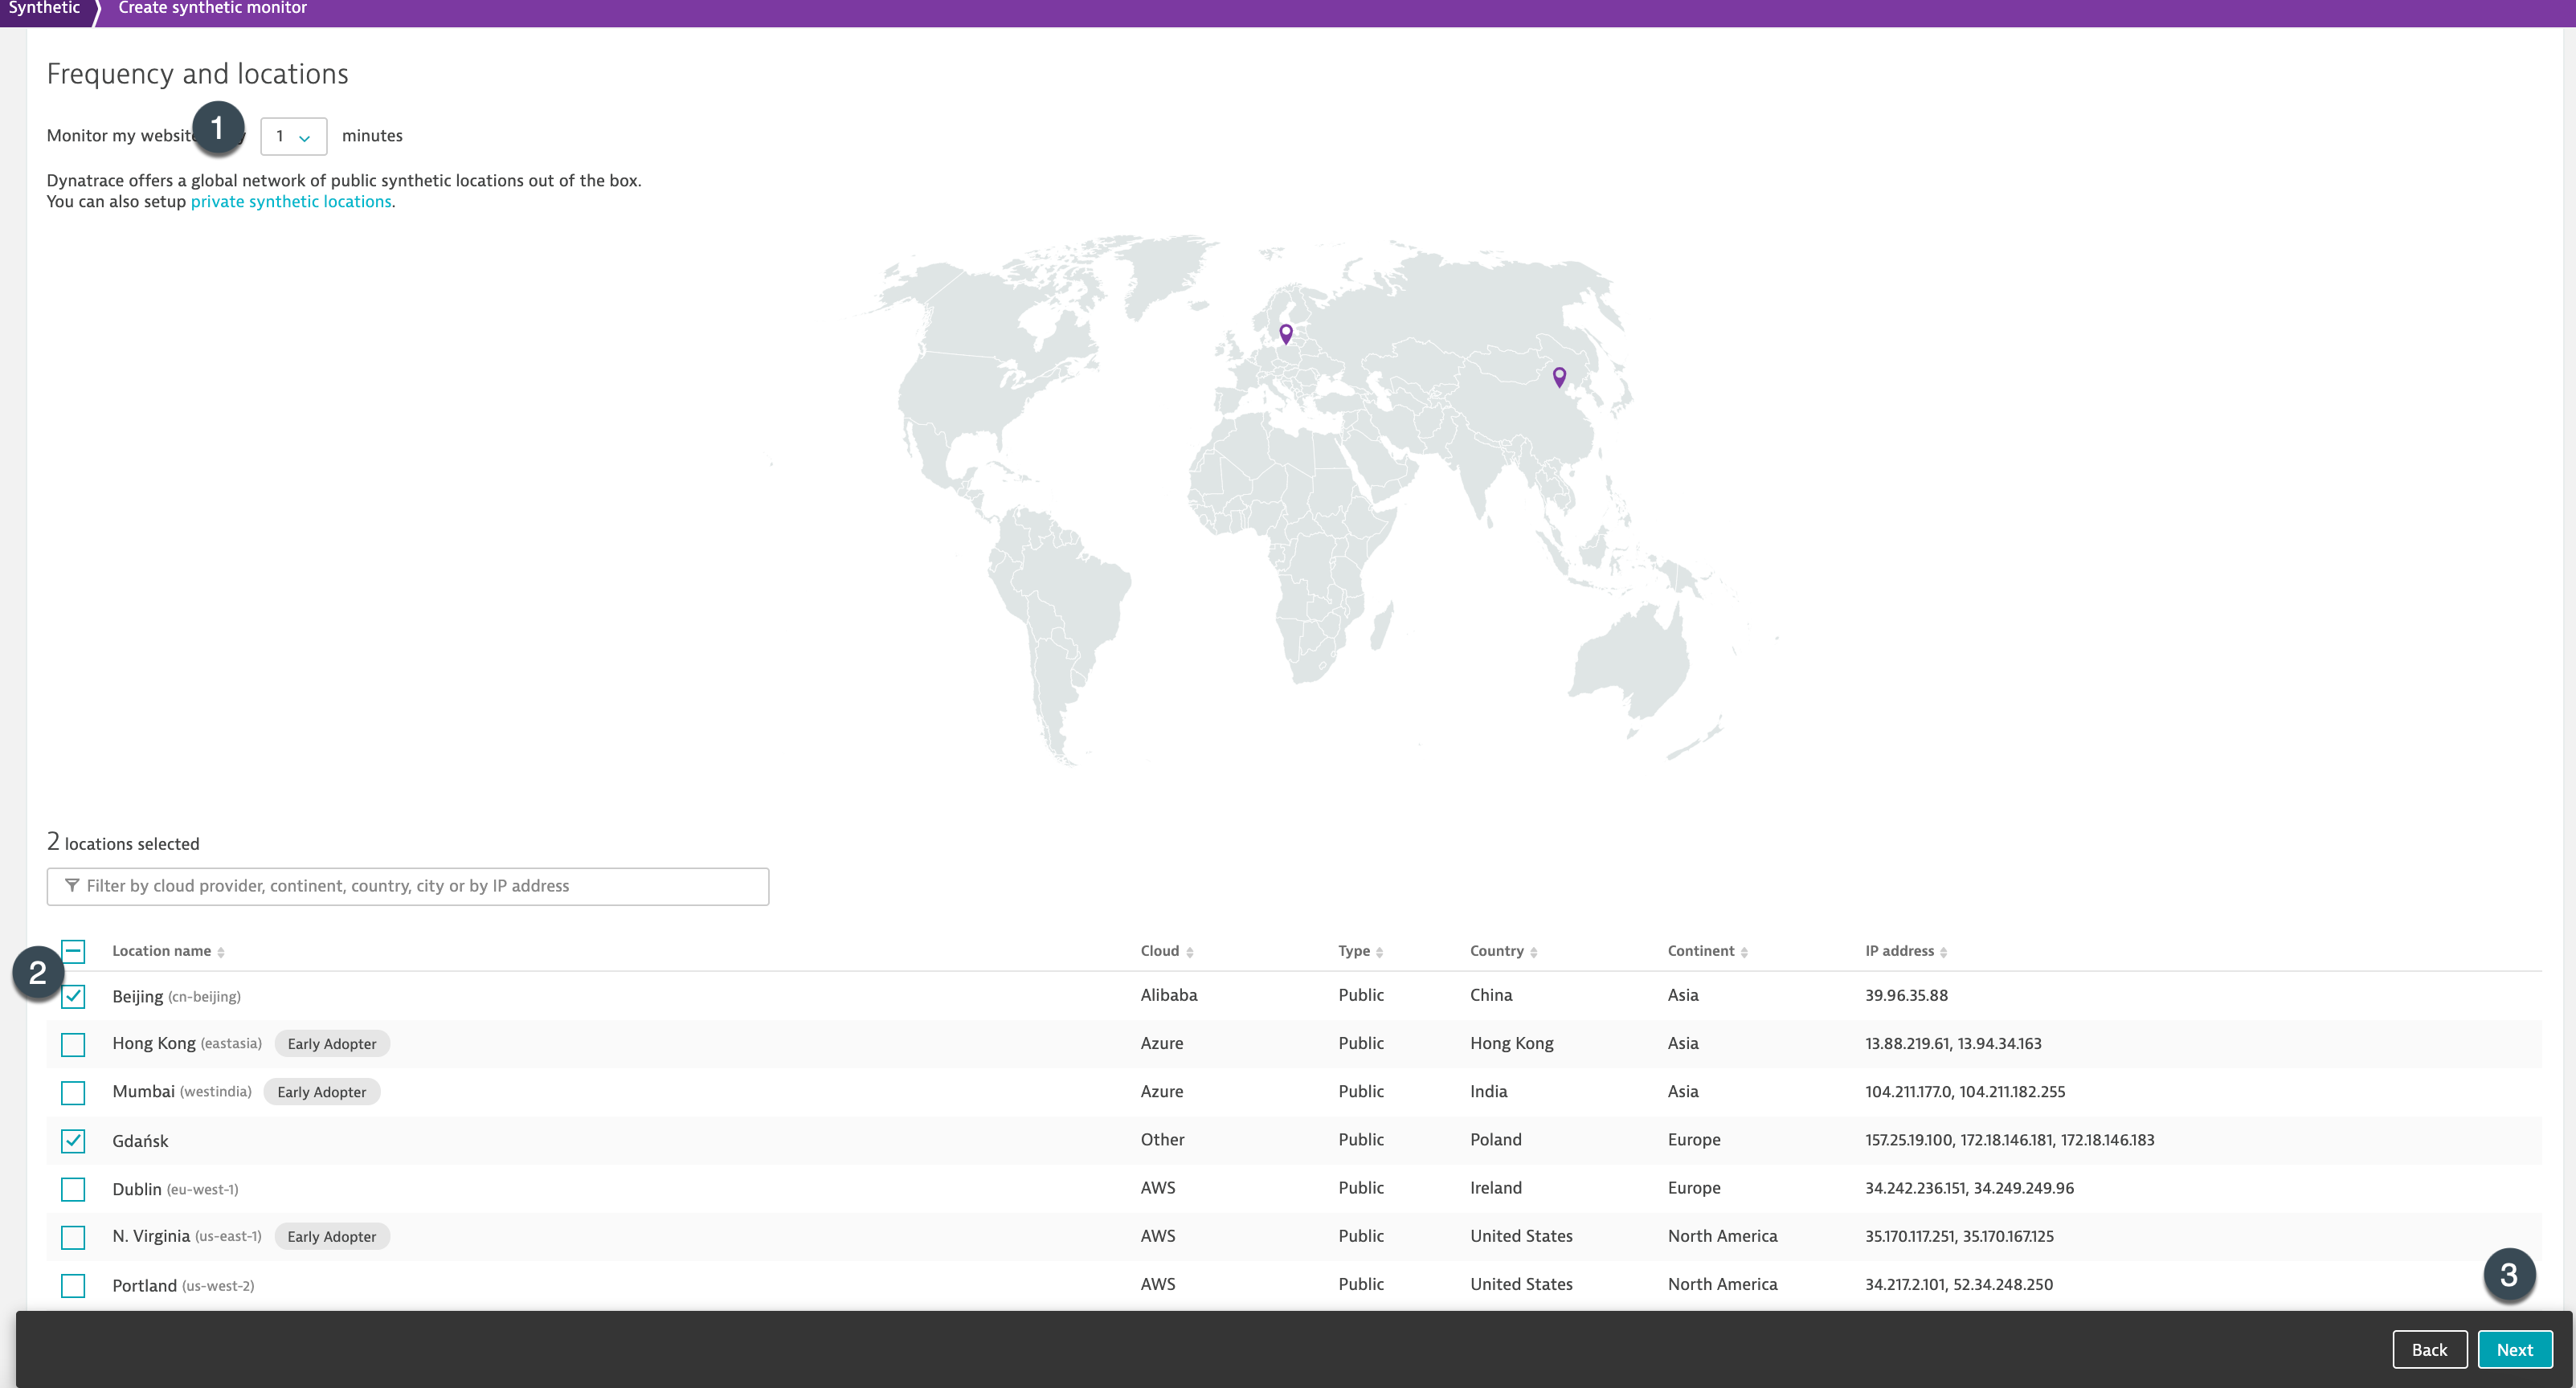 Synthetic Create synthetic monitor
Frequency and locations
Monitor my website 1 1 minutes
Dynatrace offers a global network of public synthetic locations out of the box.
You can also setup private synthetic locations.
2 locations selected
Filter by cloud provider, continent, country, city or by IP address
Location name Cloud Type Country Continent IP address
2
Beijing (cn-beijing) Alibaba Public China Asia 39.96.35.88
Hong Kong (eastasia) Early Adopter Azure Public Hong Kong Asia 13.88.219.61, 13.94.34.163
Mumbai (westindia) Early Adopter Azure Public India Asia 104.211.177.0, 104.211.182.255
Gdańsk Other Public Poland Europe 157.25.19.100, 172.18.146.181, 172.18.146.183
Dublin (eu-west-1) AWS Public Ireland Europe 34.242.236.151, 34.249.249.96
N. Virginia (us-east-1) Early Adopter AWS Public United States North America 35.170.117.251, 35.170.167.125
Portland (us-west-2) AWS Public United States North America 34.217.2.101, 52.34.248.250
3
Back Next